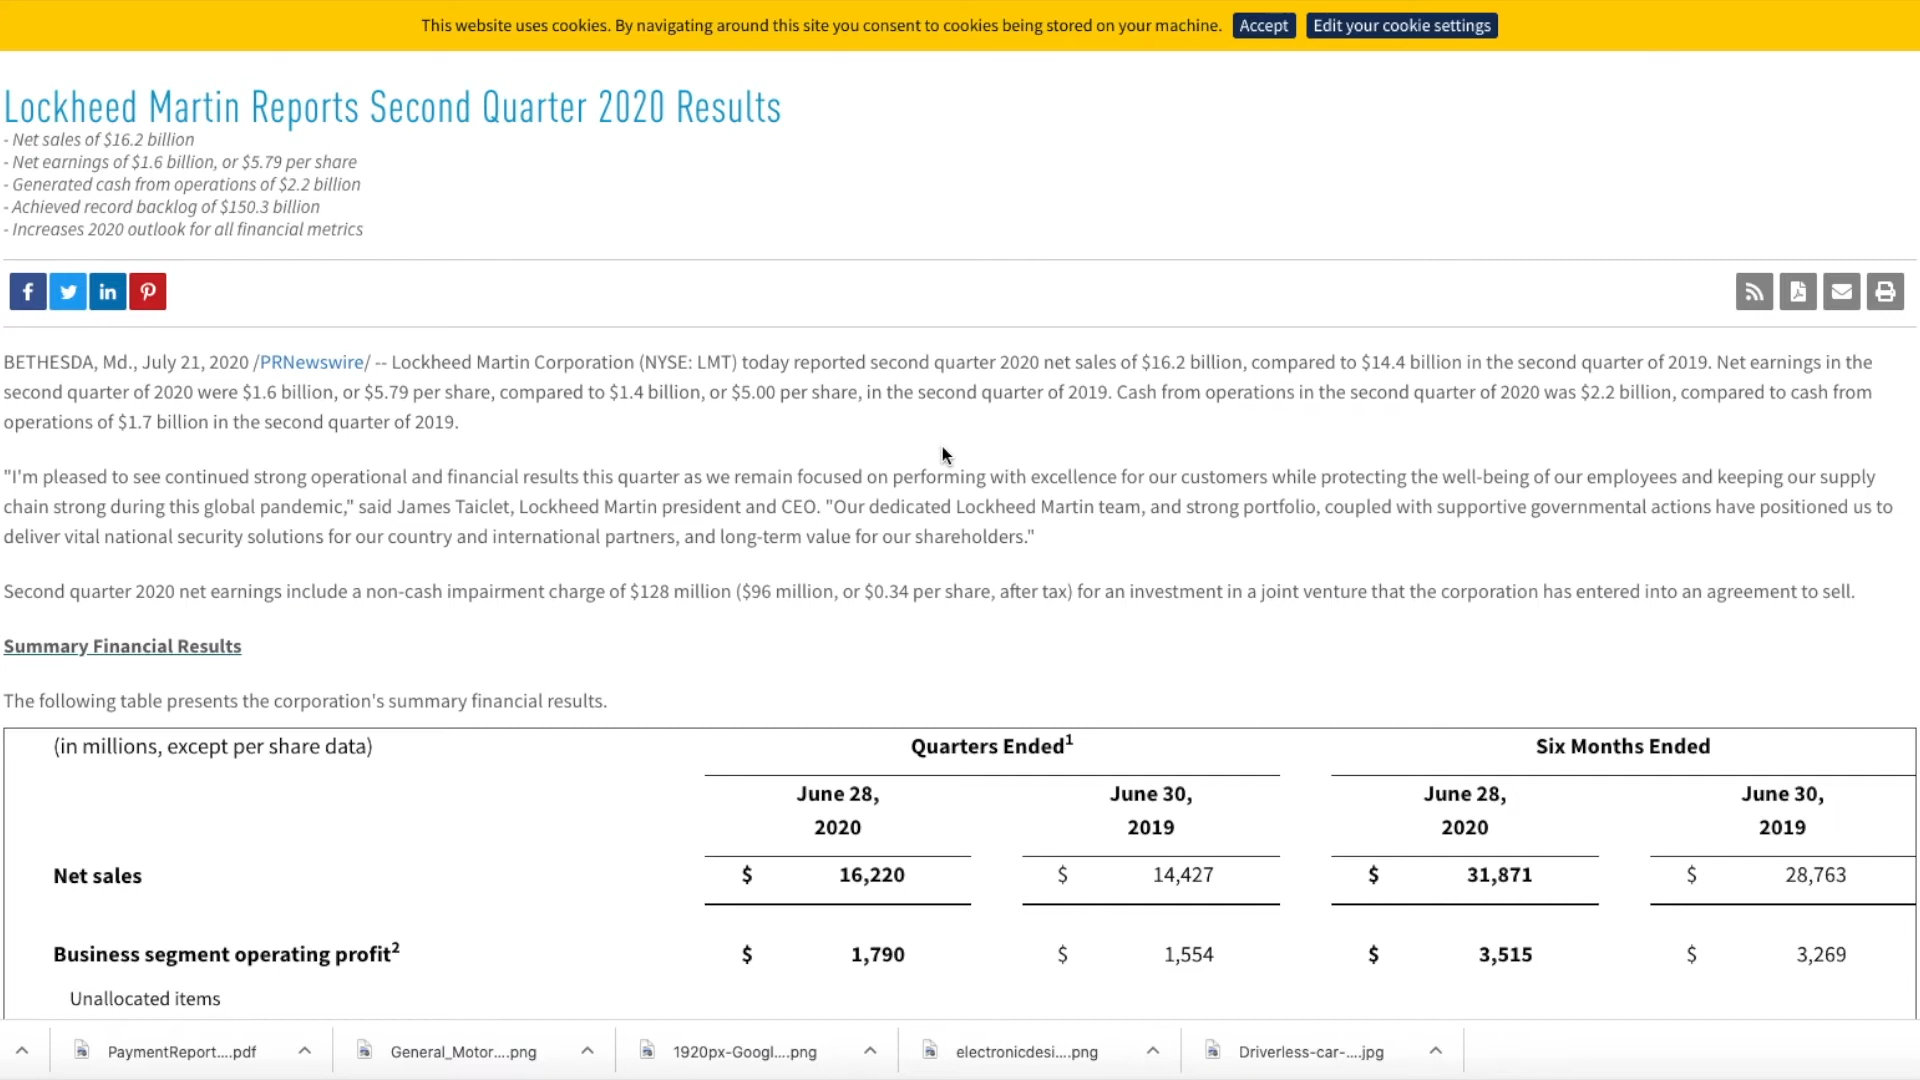 This website uses cookies. By navigating around this site you consent to cookies being stored on your machine. Accept Edit your cookie settings
Lockheed Martin Reports Second Quarter 2020 Results
- Net sales of $16.2 billion
- Net earnings of $1.6 billion, or $5.79 per share
- Generated cash from operations of $2.2 billion
- Achieved record backlog of $150.3 billion
- Increases 2020 outlook for all financial metrics
BETHESDA, Md., July 21, 2020 /PRNewswire/ -- Lockheed Martin Corporation (NYSE: LMT) today reported second quarter 2020 net sales of $16.2 billion, compared to $14.4 billion in the second quarter of 2019. Net earnings in the
second quarter of 2020 were $1.6 billion, or $5.79 per share, compared to $1.4 billion, or $5.00 per share, in the second quarter of 2019. Cash from operations in the second quarter of 2020 was $2.2 billion, compared to cash from
operations of $1.7 billion in the second quarter of 2019.
"I'm pleased to see continued strong operational and financial results this quarter as we remain focused on performing with excellence for our customers while protecting the well-being of our employees and keeping our supply
chain strong during this global pandemic," said James Taiclet, Lockheed Martin president and CEO. "Our dedicated Lockheed Martin team, and strong portfolio, coupled with supportive governmental actions have positioned us to
deliver vital national security solutions for our country and international partners, and long-term value for our shareholders."
Second quarter 2020 net earnings include a non-cash impairment charge of $128 million ($96 million, or $0.34 per share, after tax) for an investment in a joint venture that the corporation has entered into an agreement to sell.
Summary Financial Results
The following table presents the corporation's summary financial results.
(in millions, except per share data) Quarters Ended1 Six Months Ended
June 28, June 30, June 28, June 30,
2020 2019 2020 2019
Net sales $ 16,220 $ 14,427 $ 31,871 $ 28,763
Business segment operating profit2 $ 1,790 $ 1,554 $ 3,515 $ 3,269
Unallocated items
PaymentReport....pdf General_Motor....png 1920px-Googl....png electronicdesi....png Driverless-car-....jpg